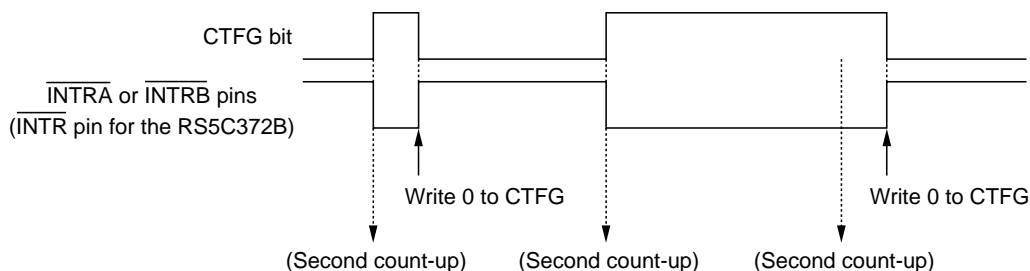 CTFG bit
INTRA or INTRB pins
(INTR pin for the RS5C372B)
Write 0 to CTFG
Write 0 to CTFG
(Second count-up)
(Second count-up)
(Second count-up)